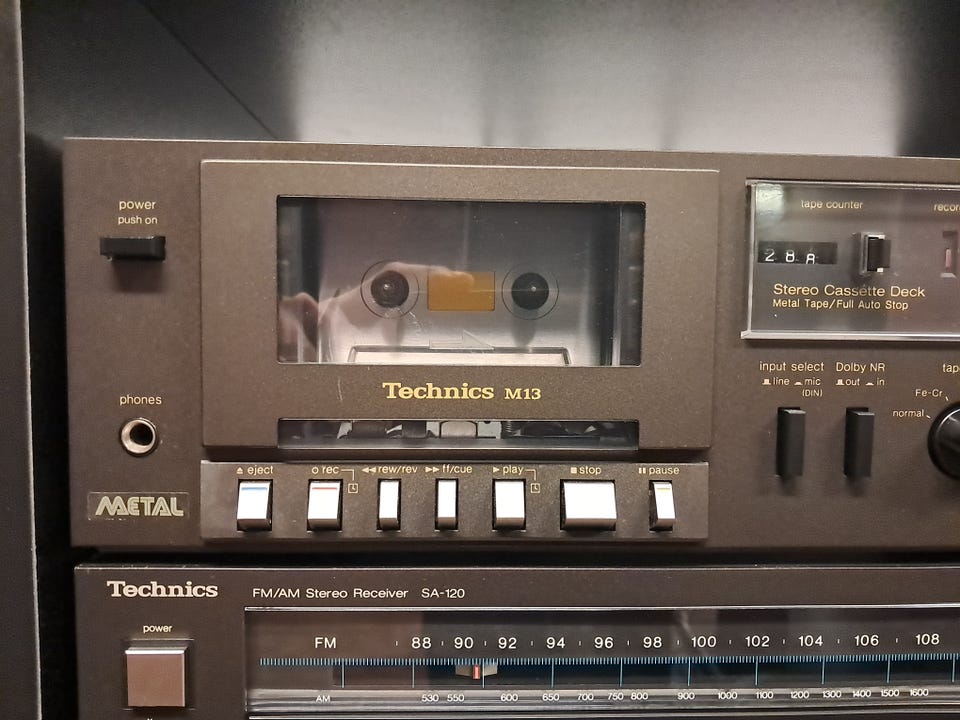 power
push on
phones
METAL
Technics M13
eject
rec
rew/rev
ff/cue
play
stop
pause
tape counter
2 8
Stereo Cassette Deck
Metal Tape/Full Auto Stop
input select
line mic
(DIN)
Dolby NR
out in
Fe-Cr
normal
Technics
FM/AM Stereo Receiver SA-120
power
FM 88 90 92 94 96 98 100 102 104 106 108
AM 530 550 600 650 700 750 800 900 1000 1100 1200 1300 1400 1500 1600